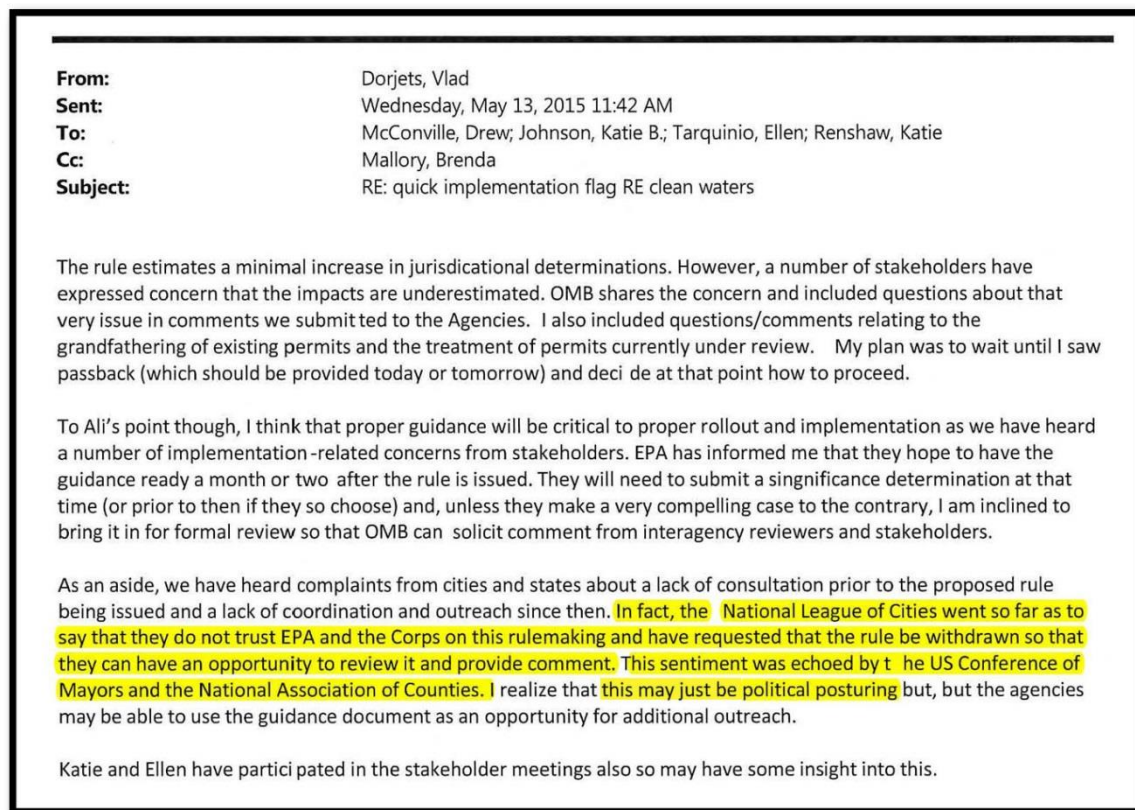 From: Dorjets, Vlad
Sent: Wednesday, May 13, 2015 11:42 AM
To: McConville, Drew; Johnson, Katie B.; Tarquinio, Ellen; Renshaw, Katie
Cc: Mallory, Brenda
Subject: RE: quick implementation flag RE clean waters
The rule estimates a minimal increase in jurisdicational determinations. However, a number of stakeholders have
expressed concern that the impacts are underestimated. OMB shares the concern and included questions about that
very issue in comments we submit ted to the Agencies. I also included questions/comments relating to the
grandfathering of existing permits and the treatment of permits currently under review. My plan was to wait until I saw
passback (which should be provided today or tomorrow) and deci de at that point how to proceed.
To Ali's point though, I think that proper guidance will be critical to proper rollout and implementation as we have heard
a number of implementation -related concerns from stakeholders. EPA has informed me that they hope to have the
guidance ready a month or two after the rule is issued. They will need to submit a singnificance determination at that
time (or prior to then if they so choose) and, unless they make a very compelling case to the contrary, I am inclined to
bring it in for formal review so that OMB can solicit comment from interagency reviewers and stakeholders.
As an aside, we have heard complaints from cities and states about a lack of consultation prior to the proposed rule
being issued and a lack of coordination and outreach since then. In fact, the National League of Cities went so far as to
say that they do not trust EPA and the Corps on this rulemaking and have requested that the rule be withdrawn so that
they can have an opportunity to review it and provide comment. This sentiment was echoed by t he US Conference of
Mayors and the National Association of Counties. I realize that this may just be political posturing but, but the agencies
may be able to use the guidance document as an opportunity for additional outreach.
Katie and Ellen have partici pated in the stakeholder meetings also so may have some insight into this.